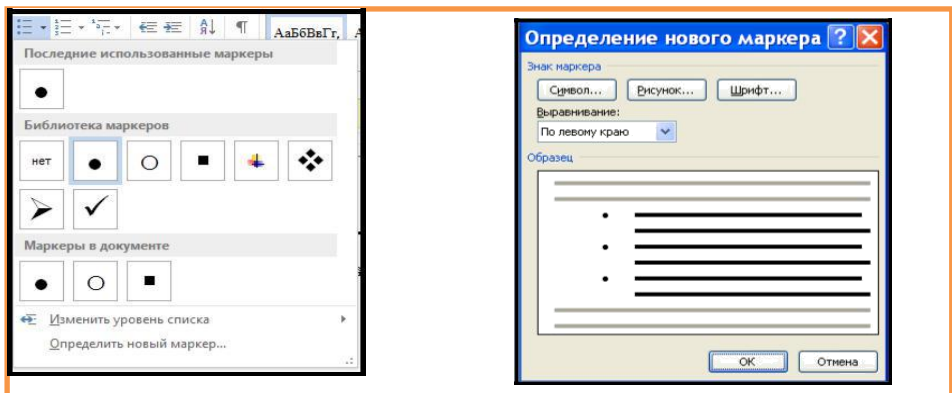 АаБбВвГг,
Последние использованные маркеры
Библиотека маркеров
нет
Маркеры в документе
Изменить уровень списка
Определить новый маркер...
Определение нового маркера
Знак маркера
Символ... Рисунок... Шрифт...
Выравнивание:
По левому краю
Образец
ОК Отмена